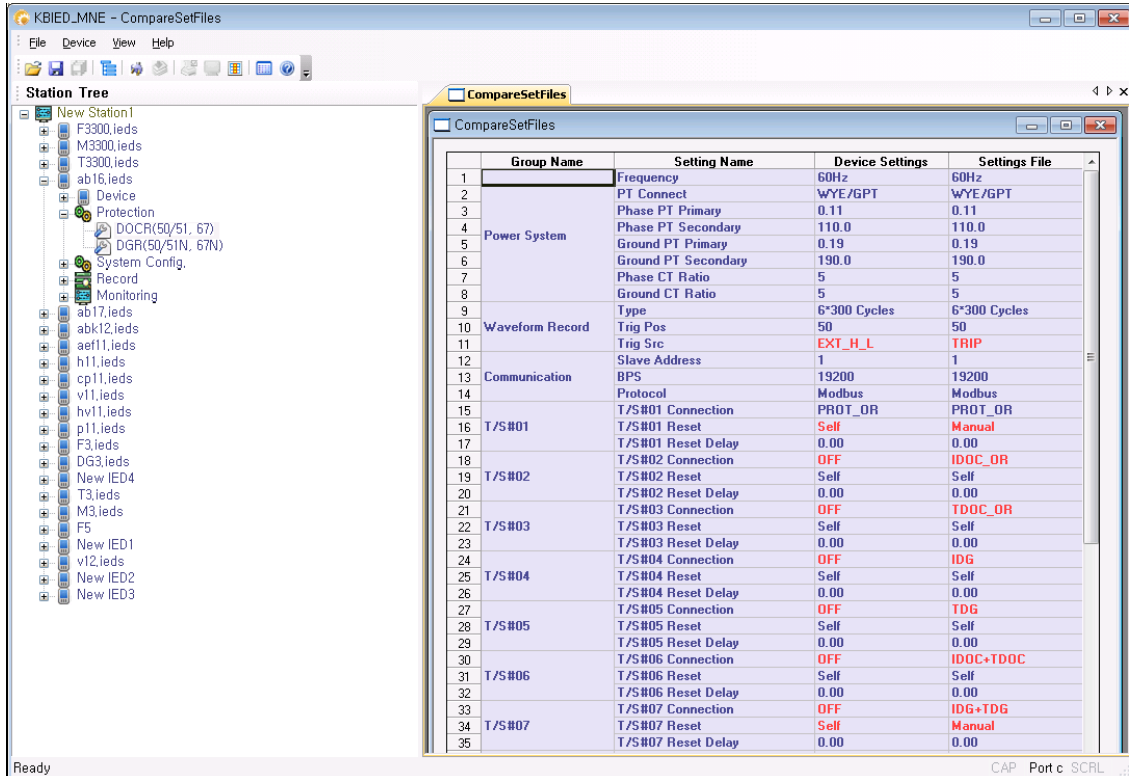 KBIED_MNE - CompareSetFiles
File Device View Help
Station Tree
New Station1
F3300,ieds
M3300,ieds
T3300,ieds
ab16,ieds
Device
Protection
DOCR(50/51, 67)
DGR(50/51N, 67N)
System Config,
Record
Monitoring
ab17,ieds
abk12,ieds
aef11,ieds
h11,ieds
cp11,ieds
v11,ieds
hv11,ieds
p11,ieds
F3,ieds
DG3,ieds
New IED4
T3,ieds
M3,ieds
F5
New IED1
v12,ieds
New IED2
New IED3
CompareSetFiles
CompareSetFiles
Group Name Setting Name Device Settings Settings File
1 Frequency 60Hz 60Hz
2 PT Connect WYE/GPT WYE/GPT
3 Phase PT Primary 0.11 0.11
4 Phase PT Secondary 110.0 110.0
Power System
5 Ground PT Primary 0.19 0.19
6 Ground PT Secondary 190.0 190.0
7 Phase CT Ratio 5 5
8 Ground CT Ratio 5 5
9 Type 6*300 Cycles 6*300 Cycles
10 Waveform Record Trig Pos 50 50
11 Trig Src EXT_H_L TRIP
12 Slave Address 1 1
13 Communication BPS 19200 19200
14 Protocol Modbus Modbus
15 T/S#01 Connection PROT_OR PROT_OR
16 T/S#01 T/S#01 Reset Self Manual
17 T/S#01 Reset Delay 0.00 0.00
18 T/S#02 Connection OFF IDOC_OR
19 T/S#02 T/S#02 Reset Self Self
20 T/S#02 Reset Delay 0.00 0.00
21 T/S#03 Connection OFF TDOC_OR
22 T/S#03 T/S#03 Reset Self Self
23 T/S#03 Reset Delay 0.00 0.00
24 T/S#04 Connection OFF IDG
25 T/S#04 T/S#04 Reset Self Self
26 T/S#04 Reset Delay 0.00 0.00
27 T/S#05 Connection OFF TDG
28 T/S#05 T/S#05 Reset Self Self
29 T/S#05 Reset Delay 0.00 0.00
30 T/S#06 Connection OFF IDOC+TDOC
31 T/S#06 T/S#06 Reset Self Self
32 T/S#06 Reset Delay 0.00 0.00
33 T/S#07 Connection OFF IDG+TDG
34 T/S#07 T/S#07 Reset Self Manual
35 T/S#07 Reset Delay 0.00 0.00
Ready CAP Port c SCRL